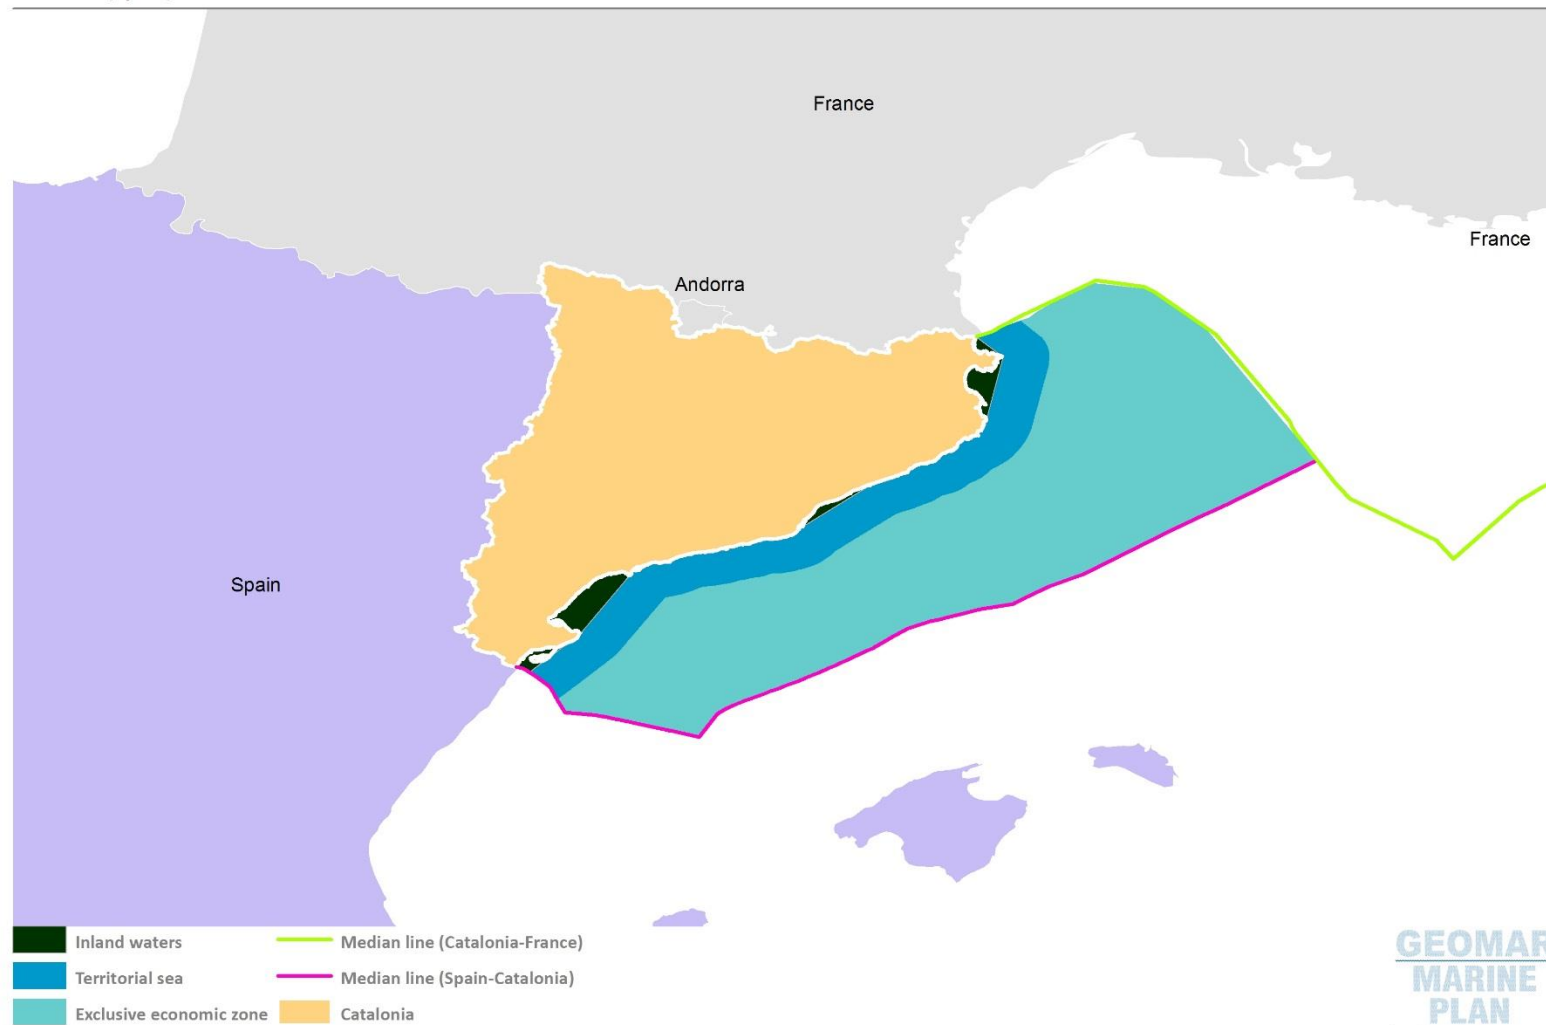 France
France
Andorra
Spain
Inland waters
Median line (Catalonia-France)
Territorial sea
Median line (Spain-Catalonia)
Exclusive economic zone
Catalonia
GEOMAR
MARINE
PLAN